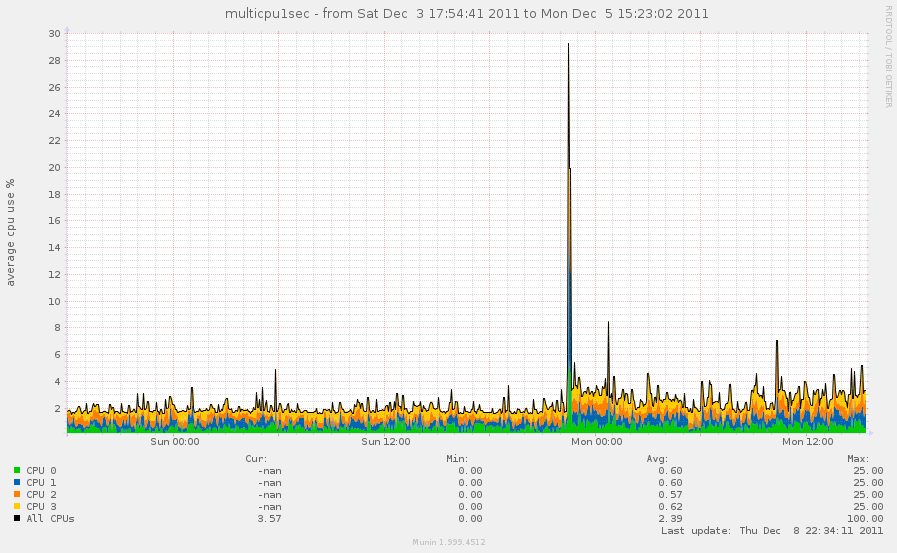 multicpu1sec - from Sat Dec  3 17:54:41 2011 to Mon Dec  5 15:23:02 2011
RRDTOOL / TOBI OETIKER
average cpu use %
30
28
26
24
22
20
18
16
14
12
10
8
6
4
2
Sun 00:00 Sun 12:00 Mon 00:00 Mon 12:00
Cur: Min: Avg: Max:
CPU 0 -nan 0.00 0.60 25.00
CPU 1 -nan 0.00 0.60 25.00
CPU 2 -nan 0.00 0.57 25.00
CPU 3 -nan 0.00 0.62 25.00
All CPUs 3.57 0.00 2.39 100.00
Last update: Thu Dec  8 22:34:11 2011
Munin 1.999.4512